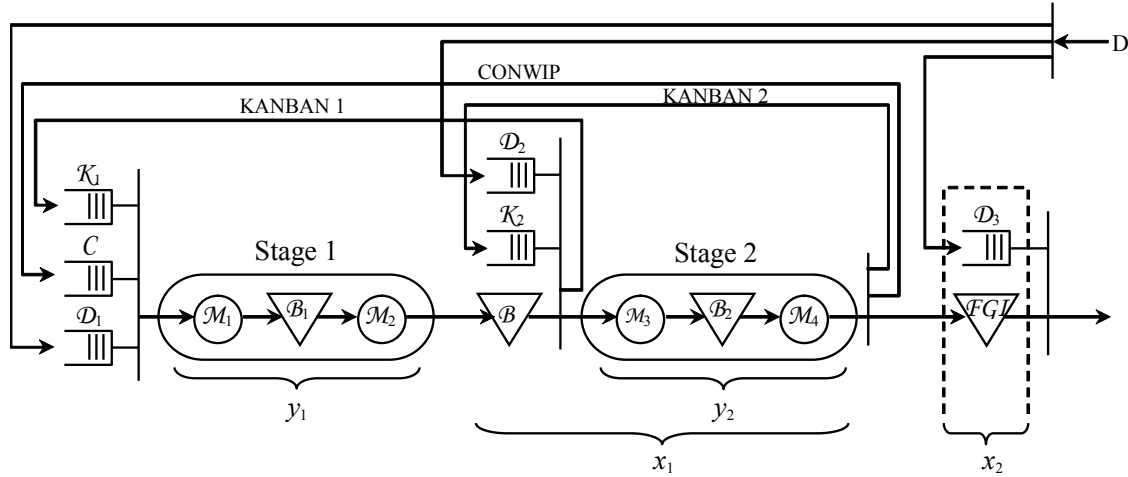 D
CONWIP
KANBAN 1
KANBAN 2
𝒟2
𝒦1
𝒦2
𝒟3
C
Stage 1
Stage 2
𝒟1
ℳ1
ℬ1
ℳ2
ℬ
ℳ3
ℬ2
ℳ4
ℱGI
y1
y2
x1
x2